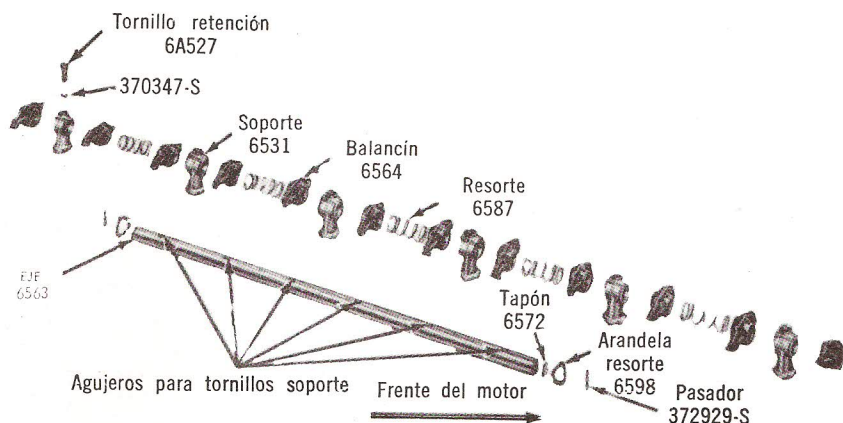 Tornillo retención
6A527
370347-S
Soporte
6531
Balancín
6564
Resorte
6587
EJE
6563
Tapón
6572
Arandela
resorte
6598
Pasador
372929-S
Agujeros para tornillos soporte
Frente del motor